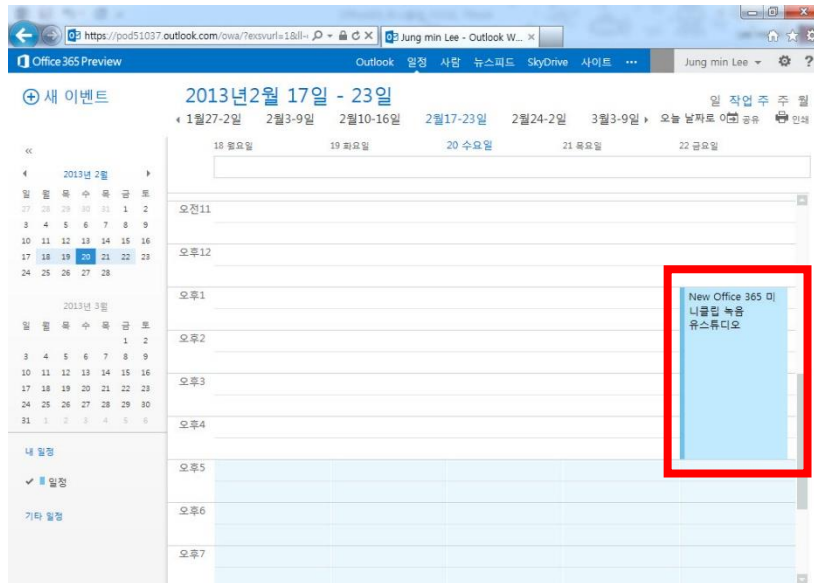 https://pod51037.outlook.com/owa/?exsvurl=1&ll-
Jung min Lee - Outlook W...
Office 365 Preview
Outlook 일정 사람 뉴스피드 SkyDrive 사이트 ··· Jung min Lee ?
새 이벤트
2013년2월 17일 - 23일
일 작업 주 주 월
1월27-2일 2월3-9일 2월10-16일 2월17-23일 2월24-2일 3월3-9일 오늘 날짜로 이 공유 인쇄
18 월요일 19 화요일 20 수요일 21 목요일 22 금요일
«
2013년 2월
일 월 화 수 목 금 토
27 28 29 30 31 1 2
3 4 5 6 7 8 9
10 11 12 13 14 15 16
17 18 19 20 21 22 23
24 25 26 27 28
2013년 3월
일 월 화 수 목 금 토
1 2
3 4 5 6 7 8 9
10 11 12 13 14 15 16
17 18 19 20 21 22 23
24 25 26 27 28 29 30
31 1 2 3 4 5 6
내 일정
일정
기타 일정
오전11
오후12
오후1
오후2
오후3
오후4
오후5
오후6
오후7
New Office 365 미
니클립 녹음
유스튜디오